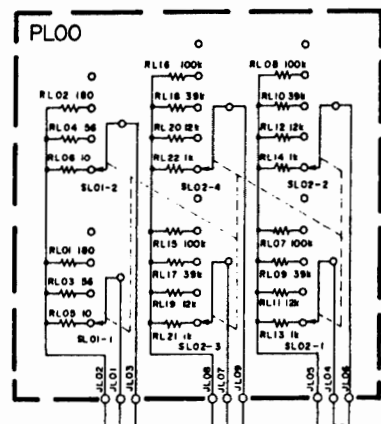 PL00
RL16 100k
RL08 100k
RL02 180
RL18 39k
RL10 39k
RL04 56
RL20 12k
RL12 12k
RL06 10
RL22 1k
RL14 1k
SL01-2
SL02-4
SL02-2
RL15 100k
RL07 100k
RL01 180
RL17 39k
RL09 39k
RL03 56
RL19 12k
RL11 12k
RL05 10
RL21 1k
RL13 1k
SL01-1
SL02-3
SL02-1
JL02
JL01
JL03
JL08
JL07
JL09
JL05
JL04
JL06